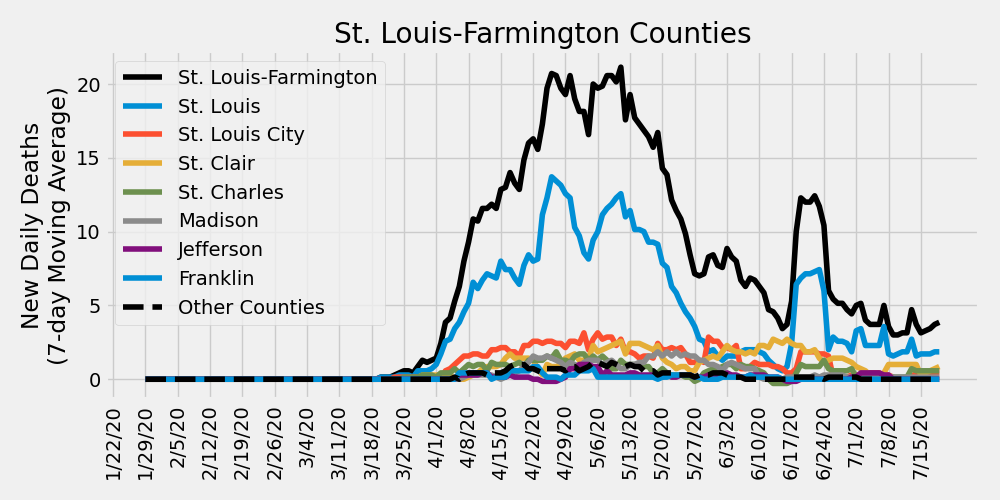 St. Louis-Farmington Counties
New Daily Deaths
(7-day Moving Average)
20
15
10
5
0
St. Louis-Farmington
St. Louis
St. Louis City
St. Clair
St. Charles
Madison
Jefferson
Franklin
Other Counties
1/22/20
1/29/20
2/5/20
2/12/20
2/19/20
2/26/20
3/4/20
3/11/20
3/18/20
3/25/20
4/1/20
4/8/20
4/15/20
4/22/20
4/29/20
5/6/20
5/13/20
5/20/20
5/27/20
6/3/20
6/10/20
6/17/20
6/24/20
7/1/20
7/8/20
7/15/20